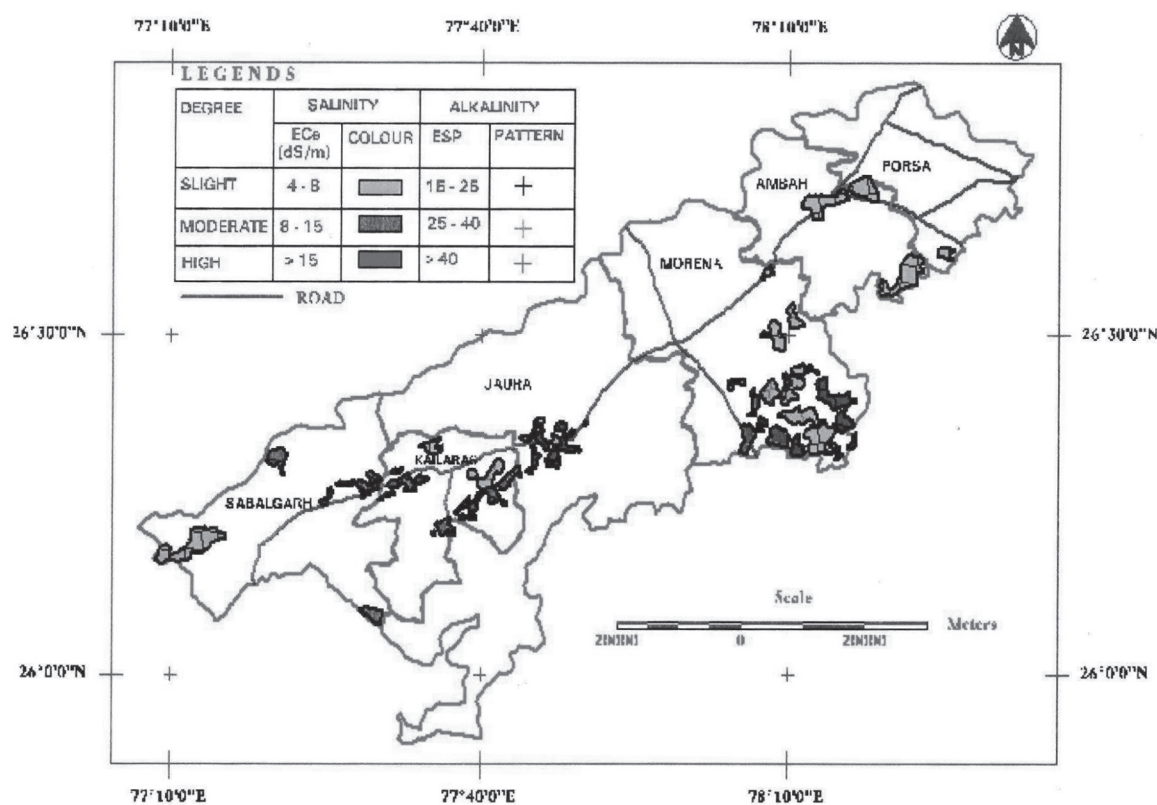 77°10'0"E 77°40'0"E 78°10'0"E
N
LEGENDS
DEGREE SALINITY ALKALINITY
ECe (dS/m) COLOUR ESP PATTERN
SLIGHT 4 - 8 15 - 25 +
MODERATE 8 - 15 25 - 40 +
HIGH > 15 > 40 +
ROAD
PORSA
AMBAH
MORENA
26°30'0"N 26°30'0"N
JAURA
KAILARAS
SABALGARH
Scale
20000 0 20000 Meters
26°0'0"N 26°0'0"N
77°10'0"E 77°40'0"E 78°10'0"E